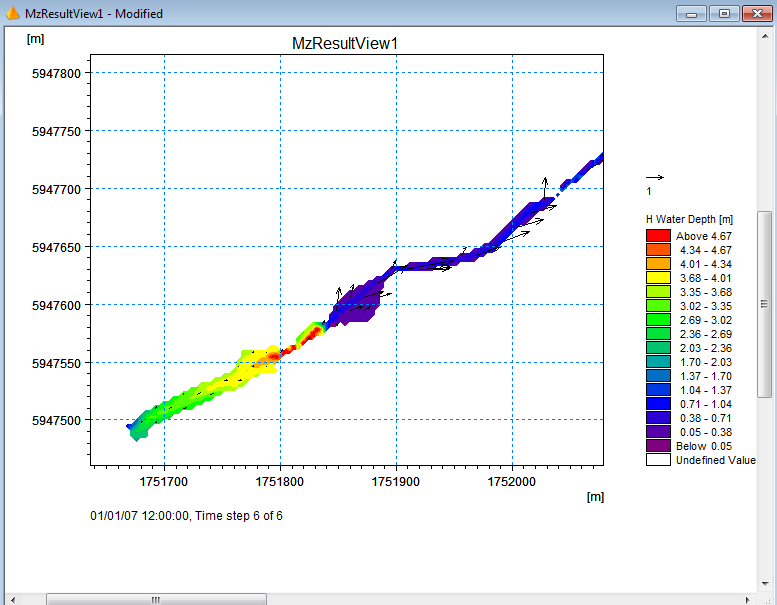 MzResultView1 - Modified
[m]
MzResultView1
5947800
5947750
5947700
5947650
5947600
5947550
5947500
1751700 1751800 1751900 1752000
[m]
01/01/07 12:00:00, Time step 6 of 6
1
H Water Depth [m]
Above 4.67
4.34 - 4.67
4.01 - 4.34
3.68 - 4.01
3.35 - 3.68
3.02 - 3.35
2.69 - 3.02
2.36 - 2.69
2.03 - 2.36
1.70 - 2.03
1.37 - 1.70
1.04 - 1.37
0.71 - 1.04
0.38 - 0.71
0.05 - 0.38
Below 0.05
Undefined Value